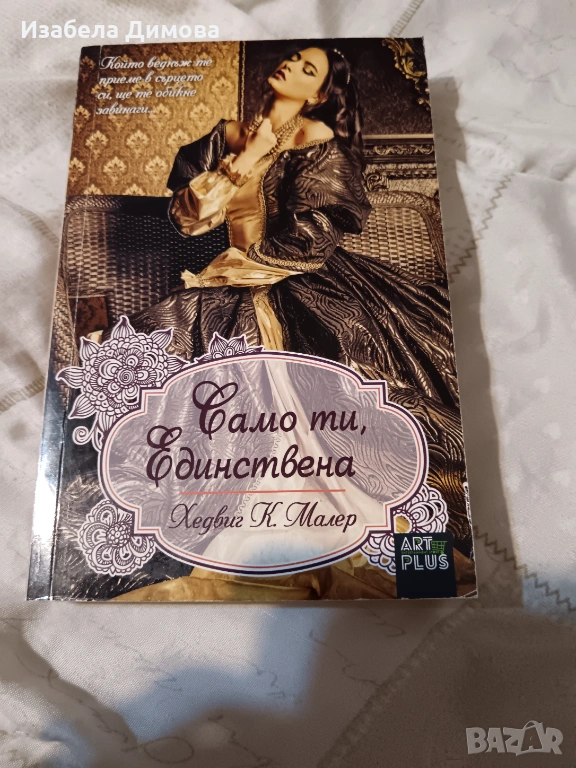 Изабела Димова
Който веднъж те
приеме в сърцето
си, ще те обикне
завинаги...
Само ти,
Единствена
Хедвиг К. Малер
ART
PLUS
BAZAR